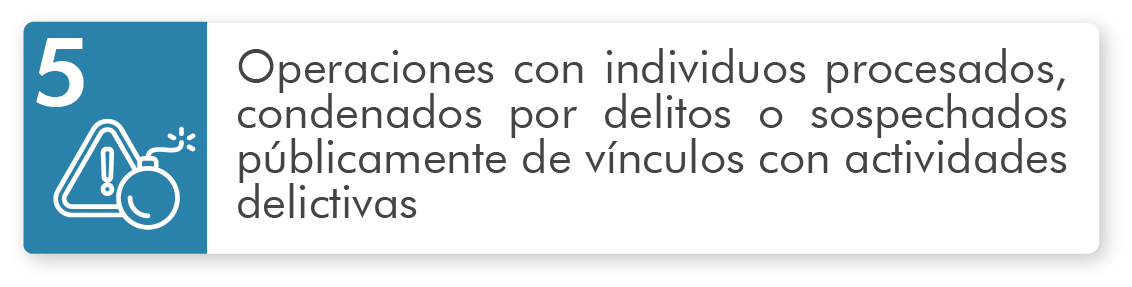 5
Operaciones con individuos procesados,
condenados por delitos o sospechados
públicamente de vínculos con actividades
delictivas